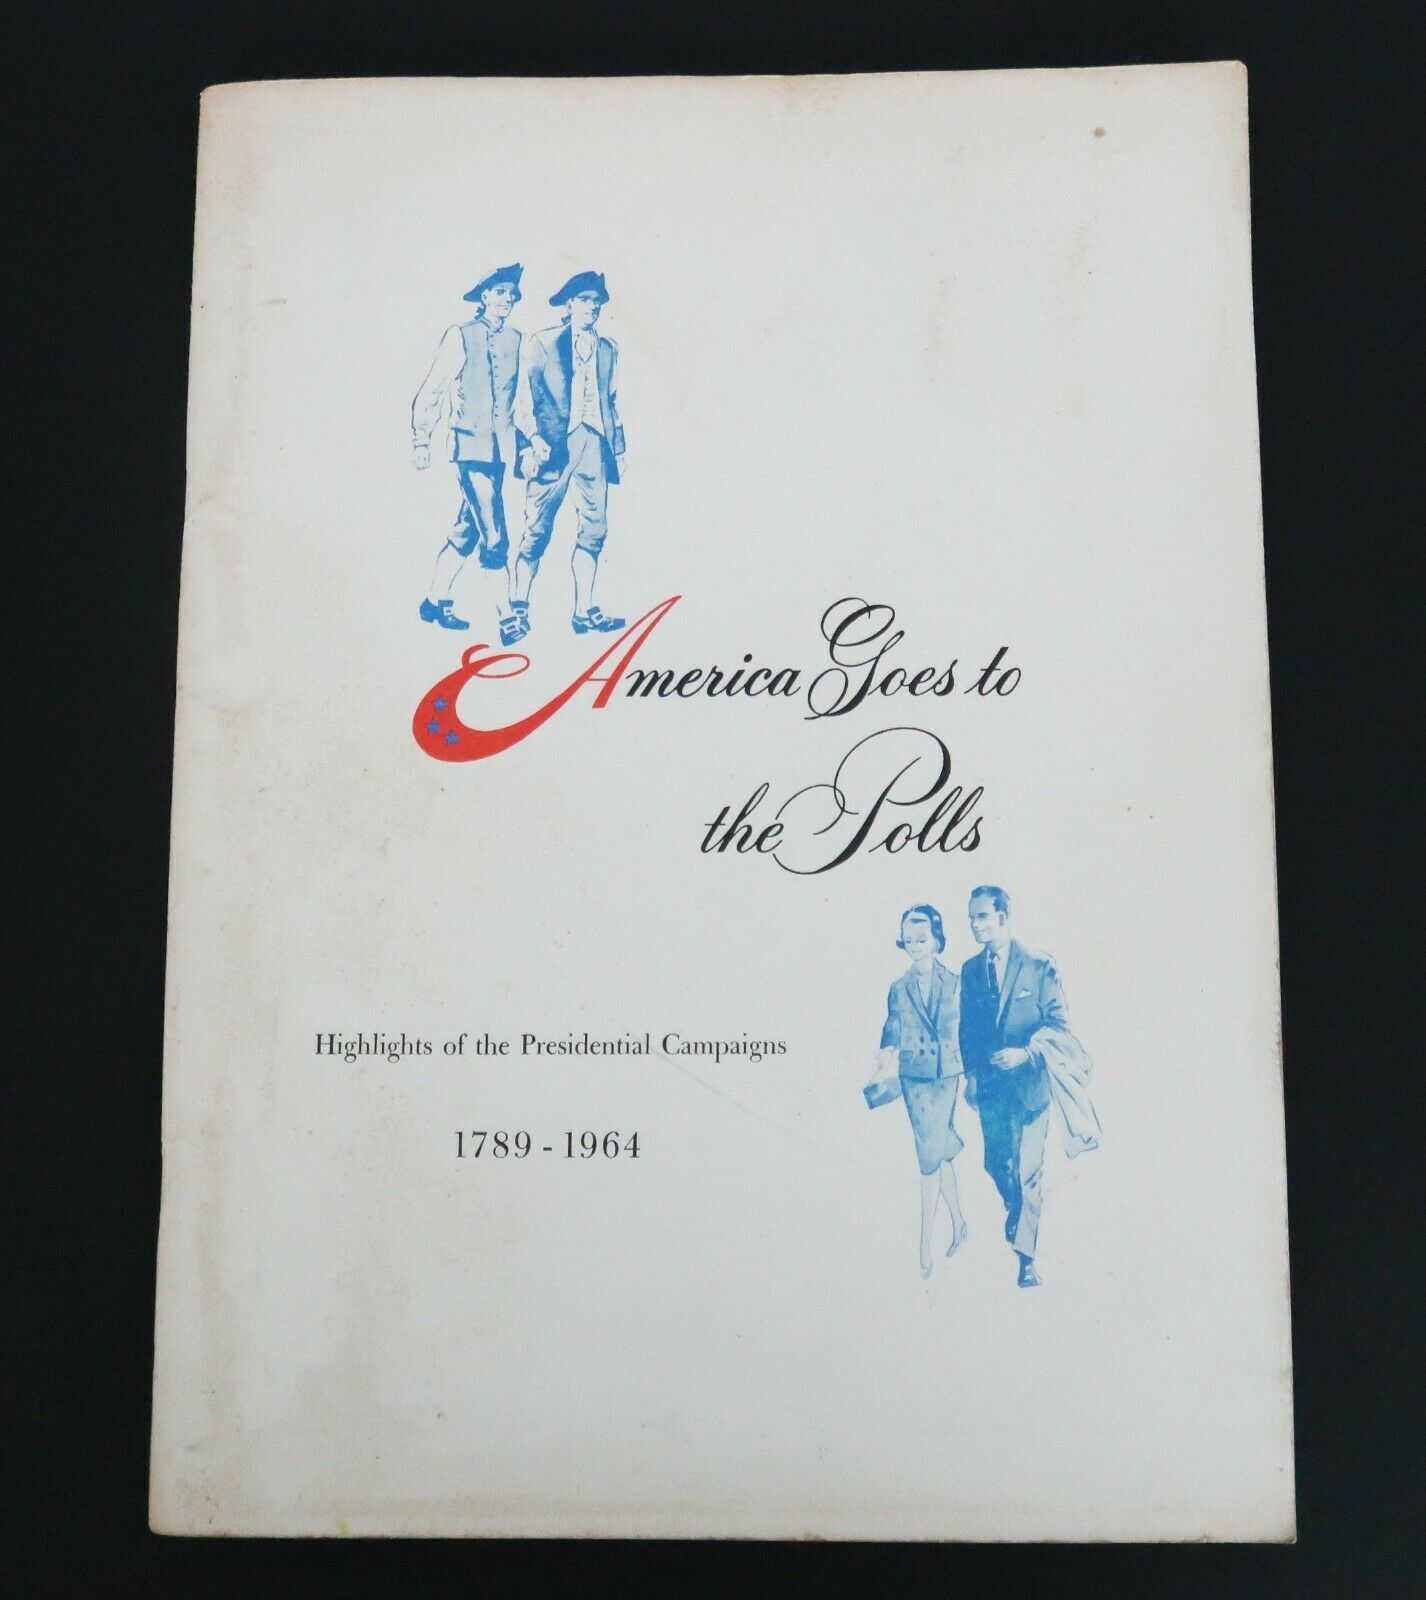 America Goes to
the Polls
Highlights of the Presidential Campaigns
1789 - 1964